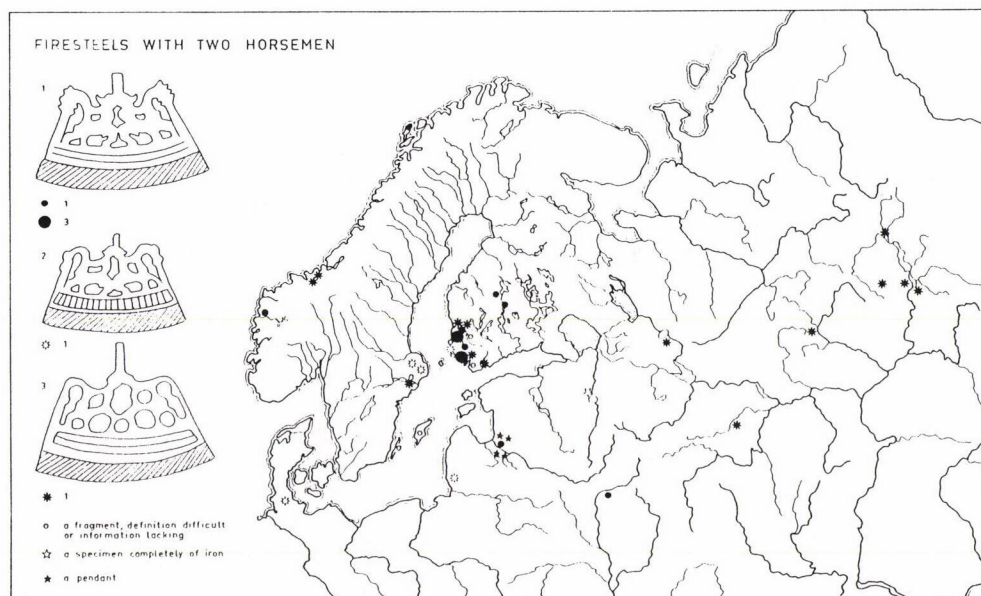 FIRESTEELS WITH TWO HORSEMEN
1
1
3
2
1
3
1
a fragment, definition difficult
or information lacking
a specimen completely of iron
a pendant